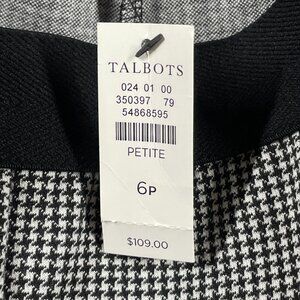 TALBOTS
024 01 00
350397 79
54868595
PETITE
6P
$109.00